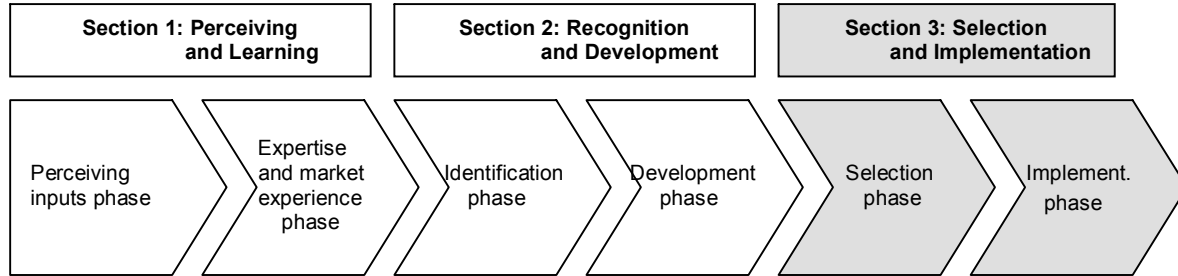 Section 1: Perceiving
and Learning
Section 2: Recognition
and Development
Section 3: Selection
and Implementation
Perceiving
inputs phase
Expertise
and market
experience
phase
Identification
phase
Development
phase
Selection
phase
Implement.
phase